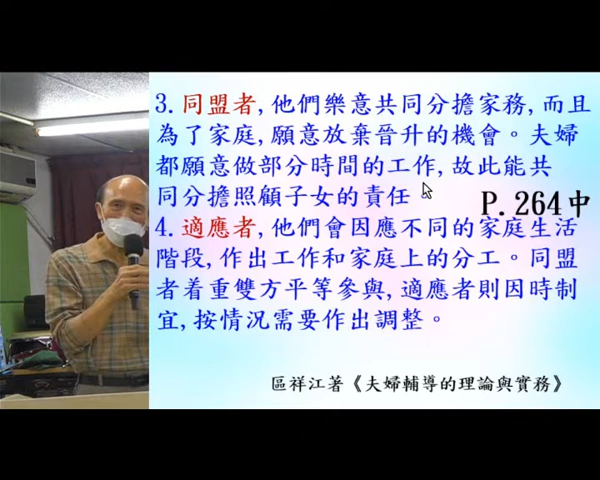 3. 同盟者, 他們樂意共同分擔家務, 而且
為了家庭, 願意放棄晉升的機會。夫婦
都願意做部分時間的工作, 故此能共
同分擔照顧子女的責任
P.264中
4. 適應者, 他們會因應不同的家庭生活
階段, 作出工作和家庭上的分工。同盟
者着重雙方平等參與, 適應者則因時制
宜, 按情況需要作出調整。
區祥江著《夫婦輔導的理論與實務》